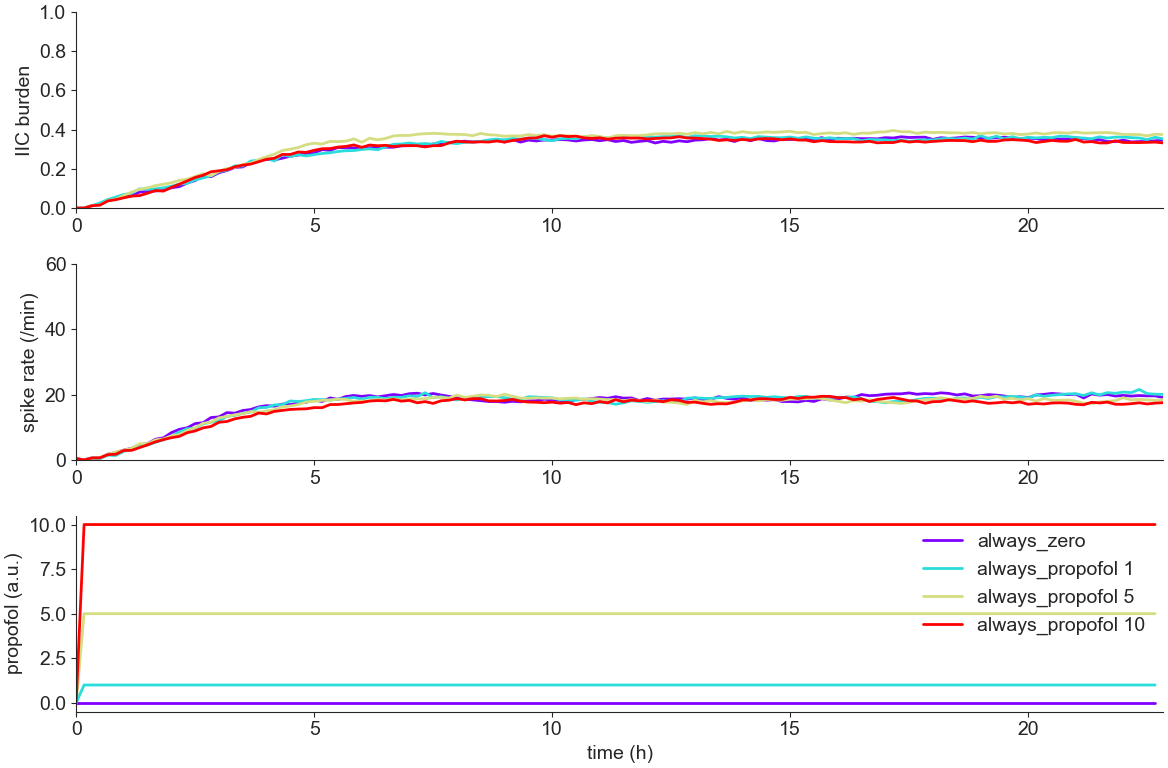 1.0
0.8
0.6
0.4
0.2
0.0
IIC burden
0 5 10 15 20
60
40
20
0
spike rate (/min)
0 5 10 15 20
10.0
7.5
5.0
2.5
0.0
propofol (a.u.)
always_zero
always_propofol 1
always_propofol 5
always_propofol 10
0 5 10 15 20
time (h)